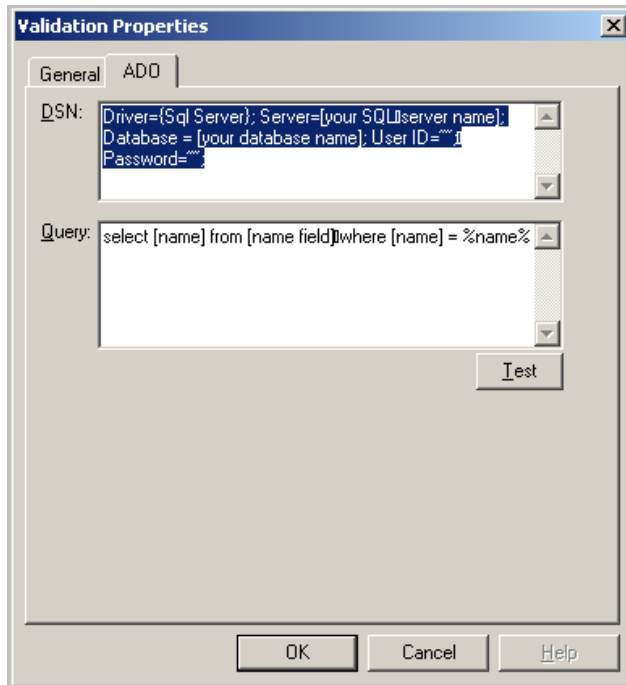 Validation Properties
General ADO
DSN:
Driver={Sql Server}; Server=[your SQL▯server name];
Database = [your database name]; User ID="";▯
Password="";
Query:
select [name] from [name field]▯▯where [name] = %name%
Test
OK Cancel Help